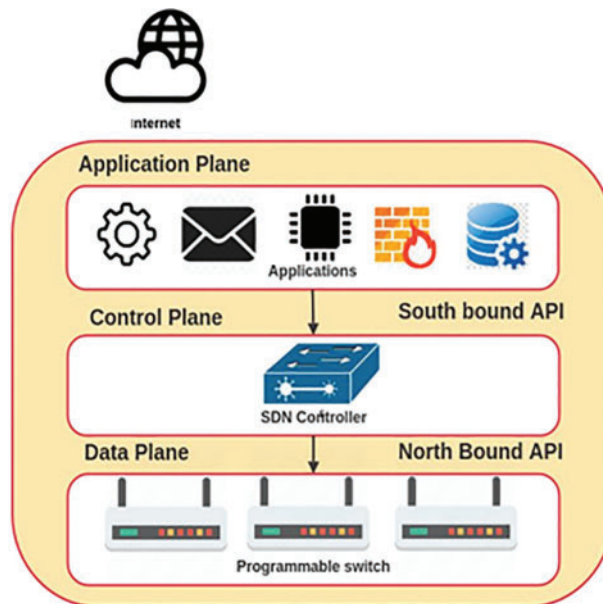 Internet
Application Plane
Applications
Control Plane
South bound API
SDN Controller
Data Plane
North Bound API
Programmable switch